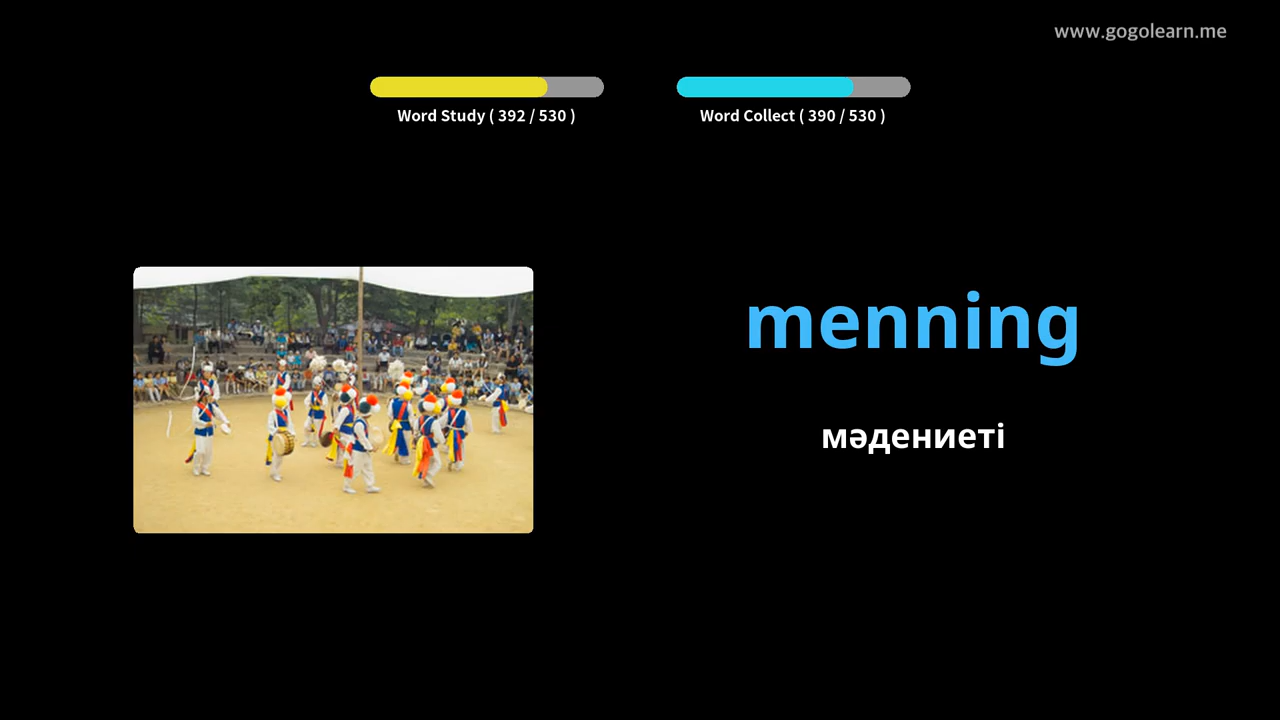 www.gogolearn.me
Word Study ( 392 / 530 )
Word Collect ( 390 / 530 )
menning
мәдениеті